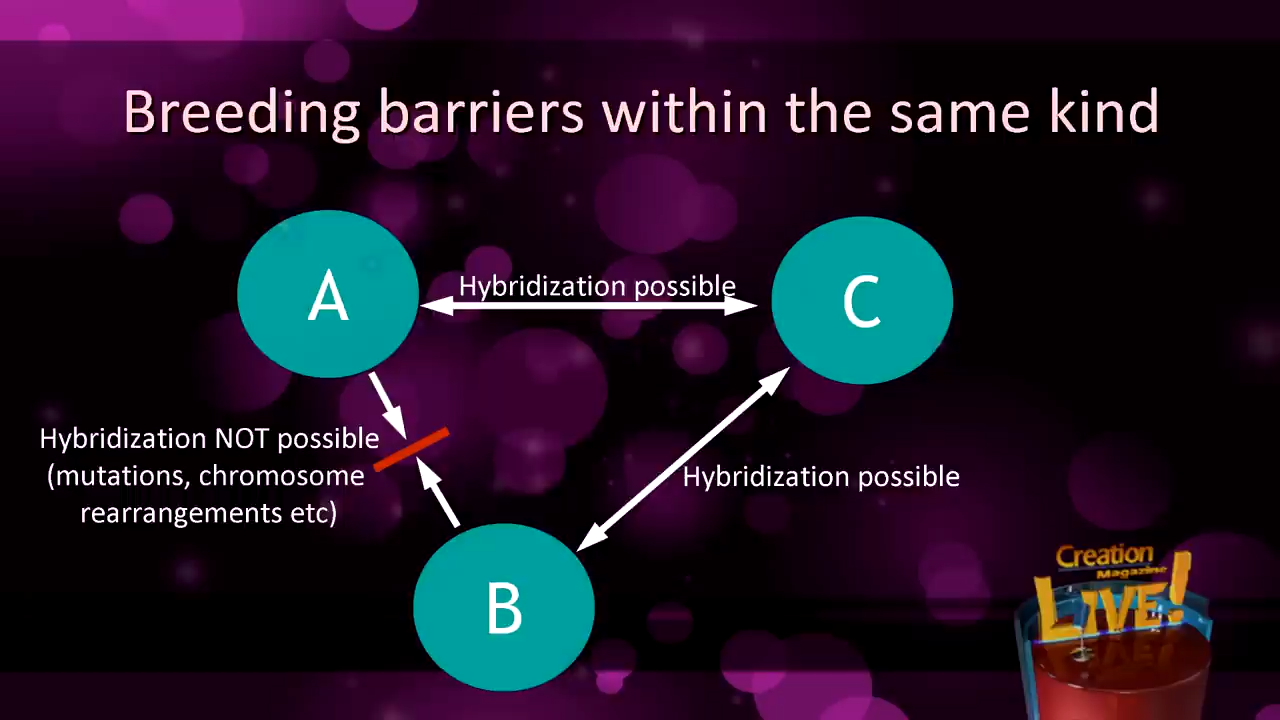 Breeding barriers within the same kind
A
Hybridization possible
C
Hybridization NOT possible
(mutations, chromosome
rearrangements etc)
Hybridization possible
B
Creation
Magazine
LIVE!